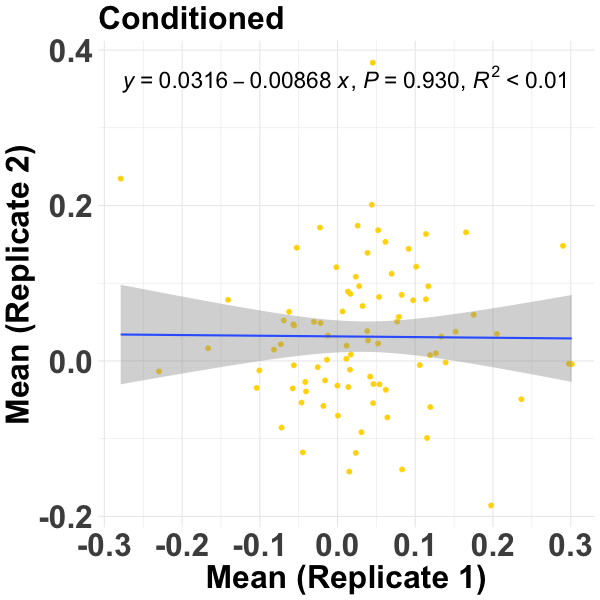 Conditioned
y = 0.0316 – 0.00868 x, P = 0.930, R² < 0.01
0.4
0.2
0.0
-0.2
Mean (Replicate 2)
-0.3 -0.2 -0.1 0.0 0.1 0.2 0.3
Mean (Replicate 1)